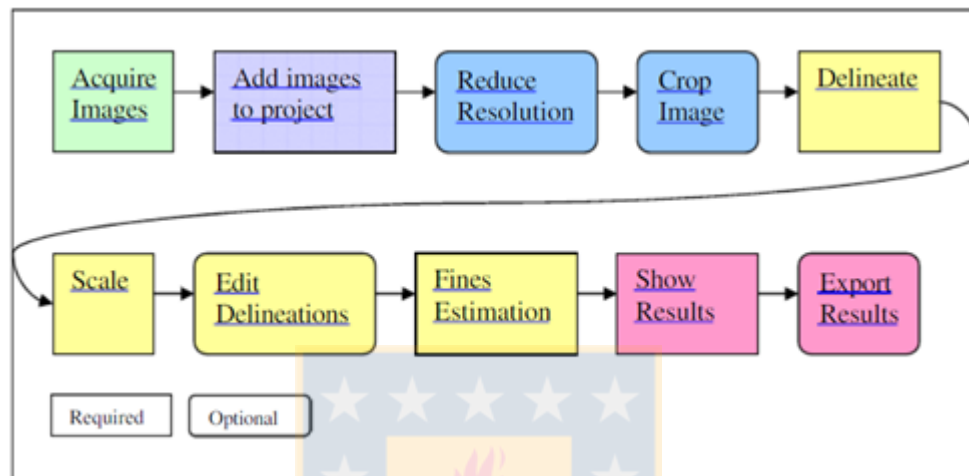 Acquire
Images
Add images
to project
Reduce
Resolution
Crop
Image
Delineate
Scale
Edit
Delineations
Fines
Estimation
Show
Results
Export
Results
Required
Optional